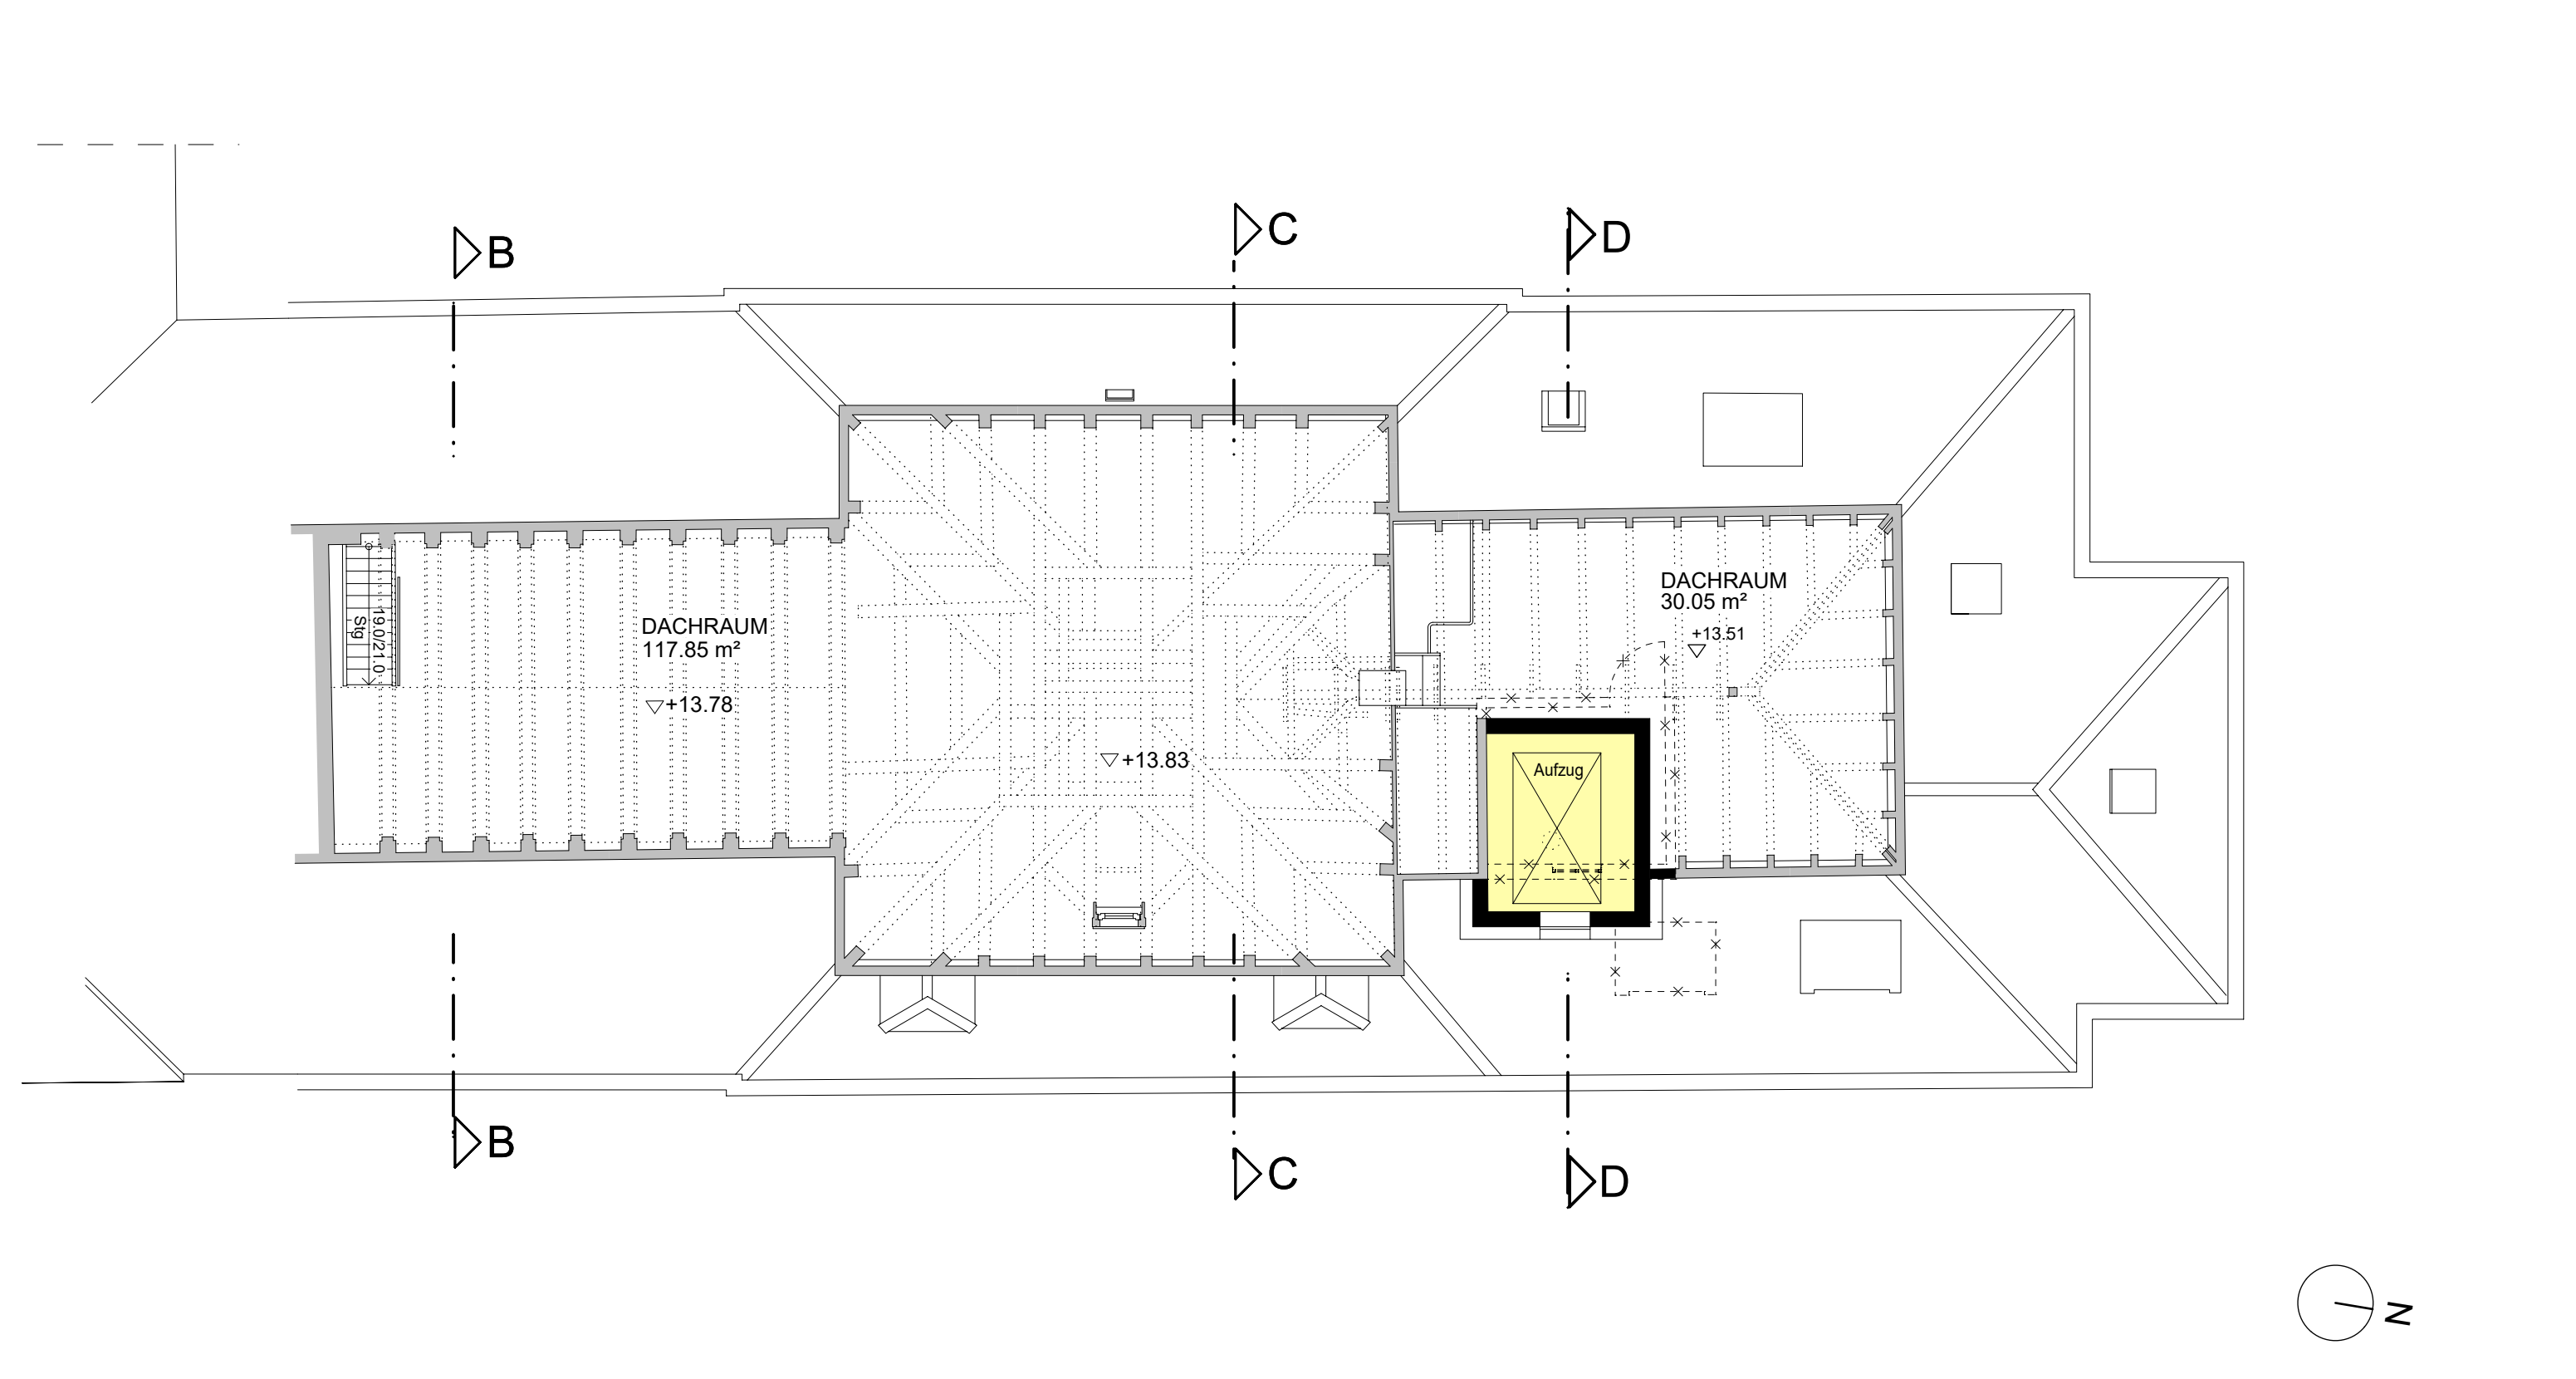 B
C
D
DACHRAUM
30.05 m²
+13.51
DACHRAUM
117.85 m²
+13.78
19.0/21.0
Stg
+13.83
Aufzug
B
C
D
N